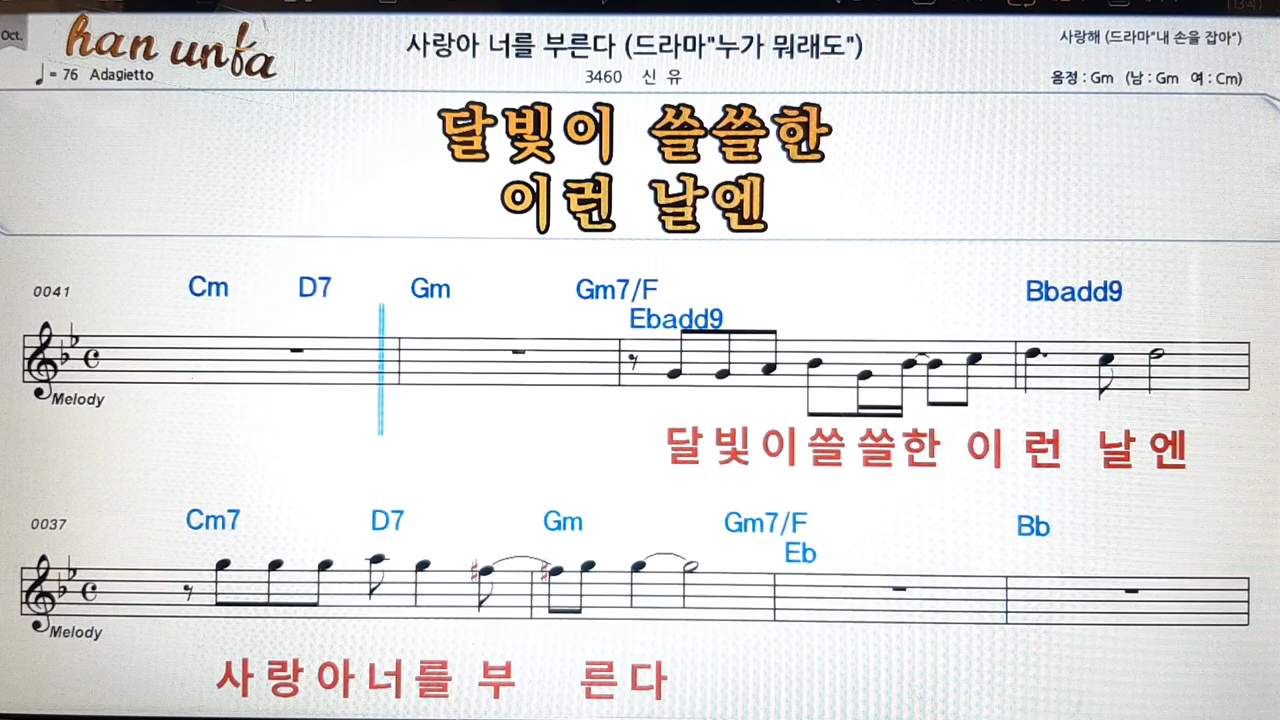 Oct.
han unfa
사랑아 너를 부른다 (드라마"누가 뭐래도")
사랑해 (드라마"내 손을 잡아")
♩= 76 Adagietto
3460 신 유
음정 : Gm (남 : Gm 여 : Cm)
달빛이 쓸쓸한
이런 날엔
0041 Cm D7 Gm Gm7/F Bbadd9
Ebadd9
Melody
달 빛 이 쓸 쓸 한 이 런 날 엔
0037 Cm7 D7 Gm Gm7/F Bb
Eb
Melody
사 랑 아 너 를 부 른 다